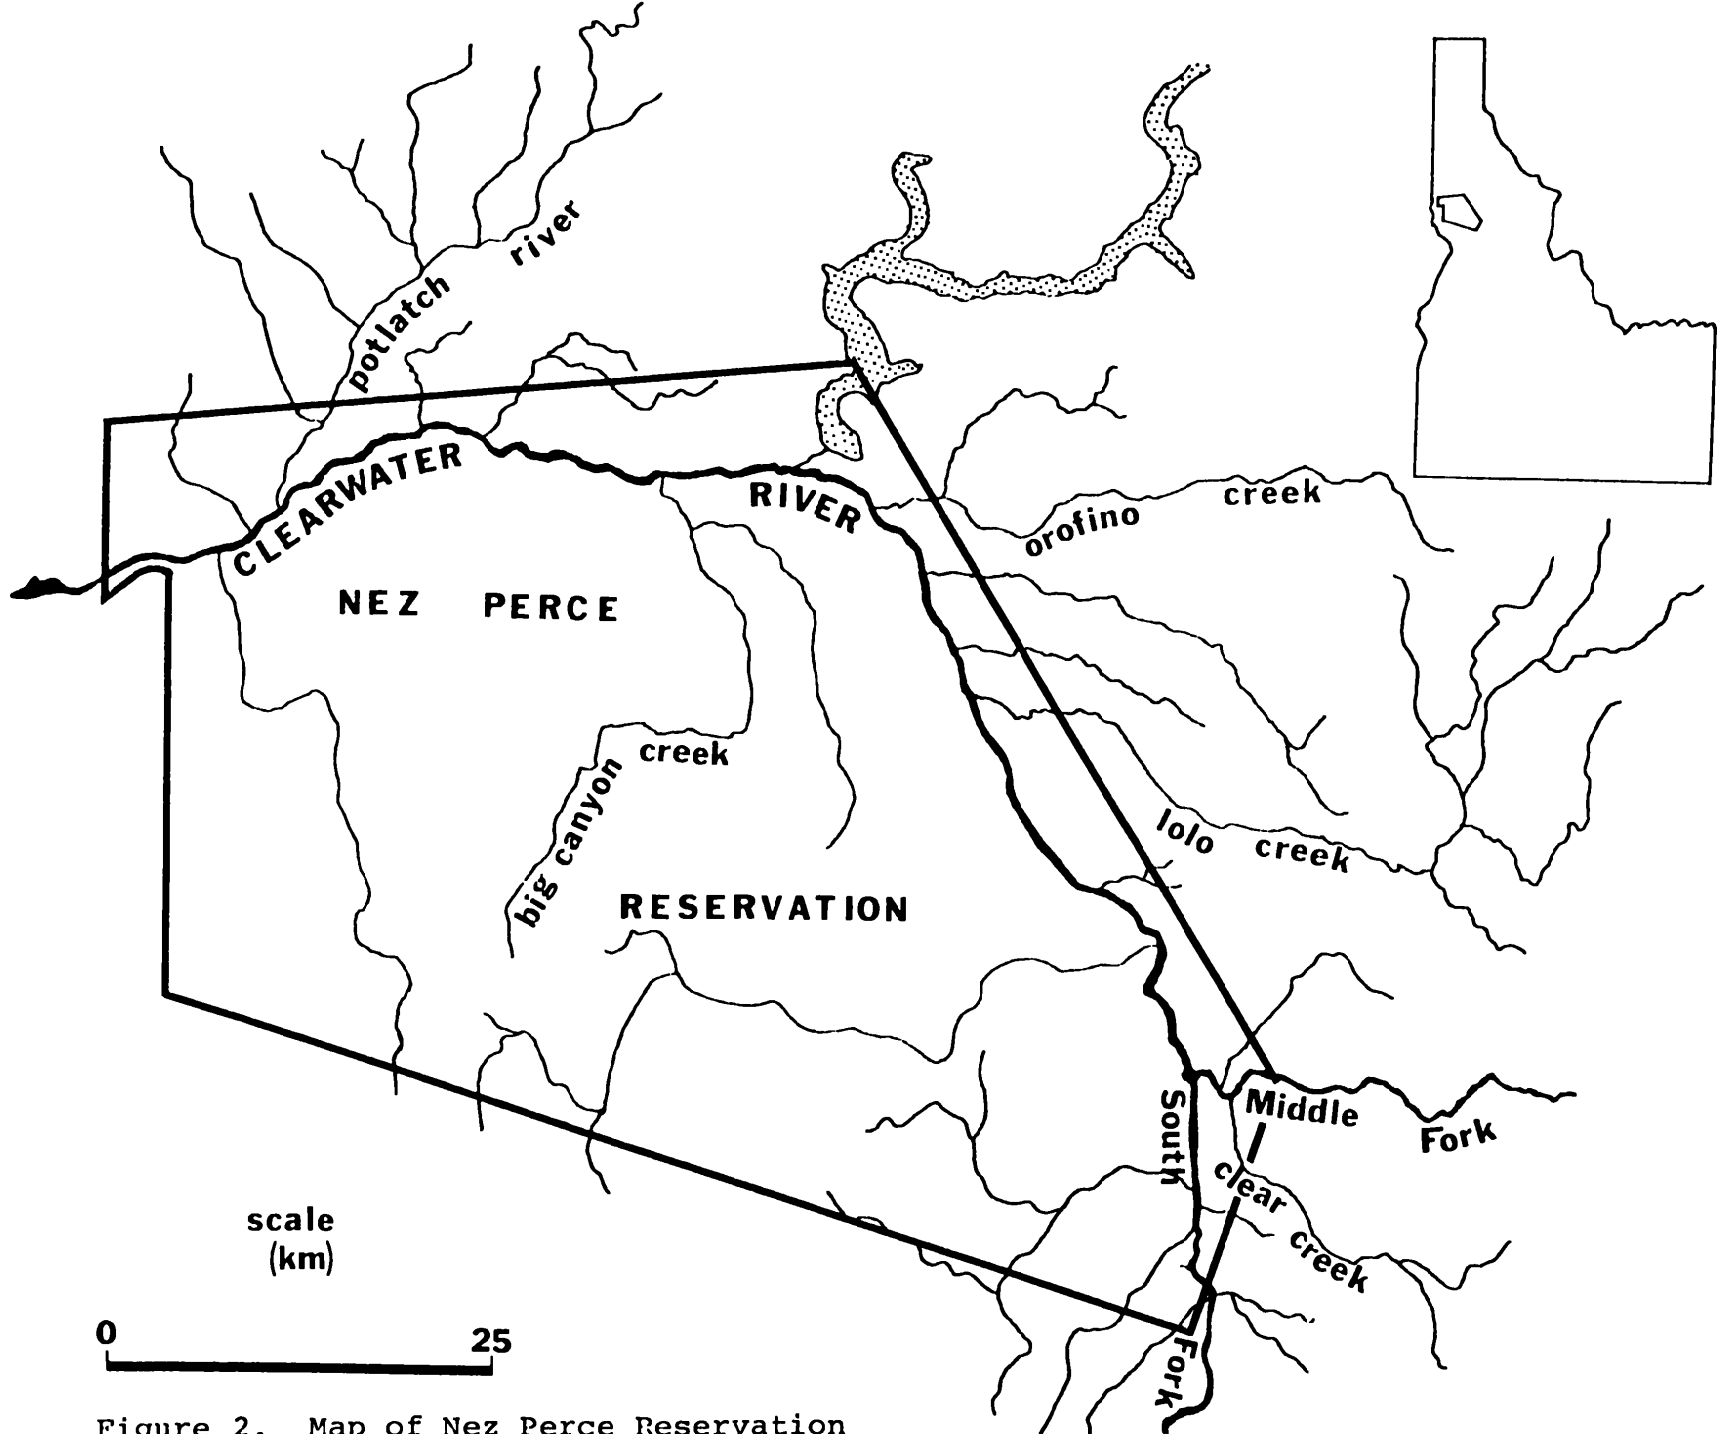 potlatch river
CLEARWATER RIVER
orofino creek
NEZ PERCE
big canyon creek
lolo creek
RESERVATION
South Fork
Middle Fork
clear creek
scale
(km)
0 25
Figure 2. Map of Nez Perce Reservation